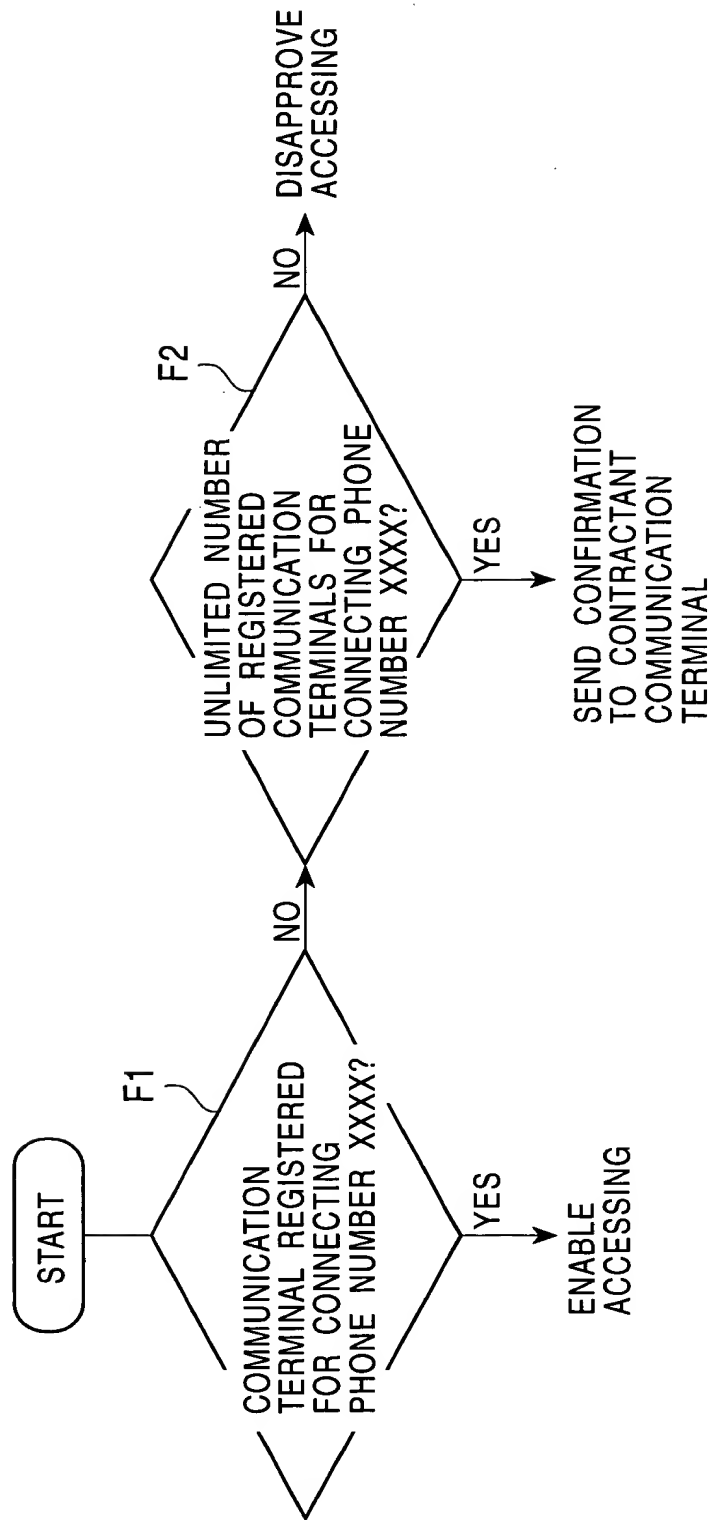 START
F1
COMMUNICATION
TERMINAL REGISTERED
FOR CONNECTING
PHONE NUMBER XXXX?
YES
ENABLE
ACCESSING
NO
F2
UNLIMITED NUMBER
OF REGISTERED
COMMUNICATION
TERMINALS FOR
CONNECTING PHONE
NUMBER XXXX?
YES
SEND CONFIRMATION
TO CONTRACTANT
COMMUNICATION
TERMINAL
NO
DISAPPROVE
ACCESSING